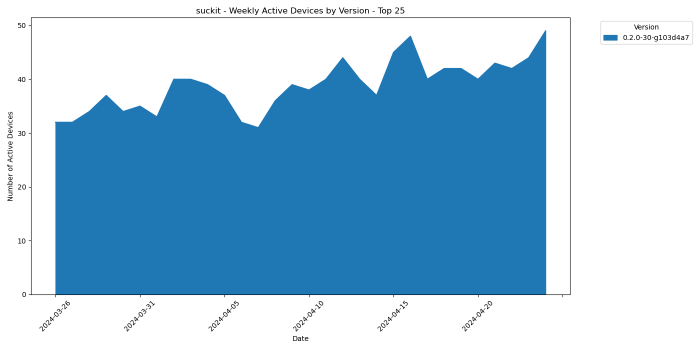 suckit - Weekly Active Devices by Version - Top 25
Version
0.2.0-30-g103d4a7
Number of Active Devices
50
40
30
20
10
0
2024-03-26
2024-03-31
2024-04-05
2024-04-10
2024-04-15
2024-04-20
Date